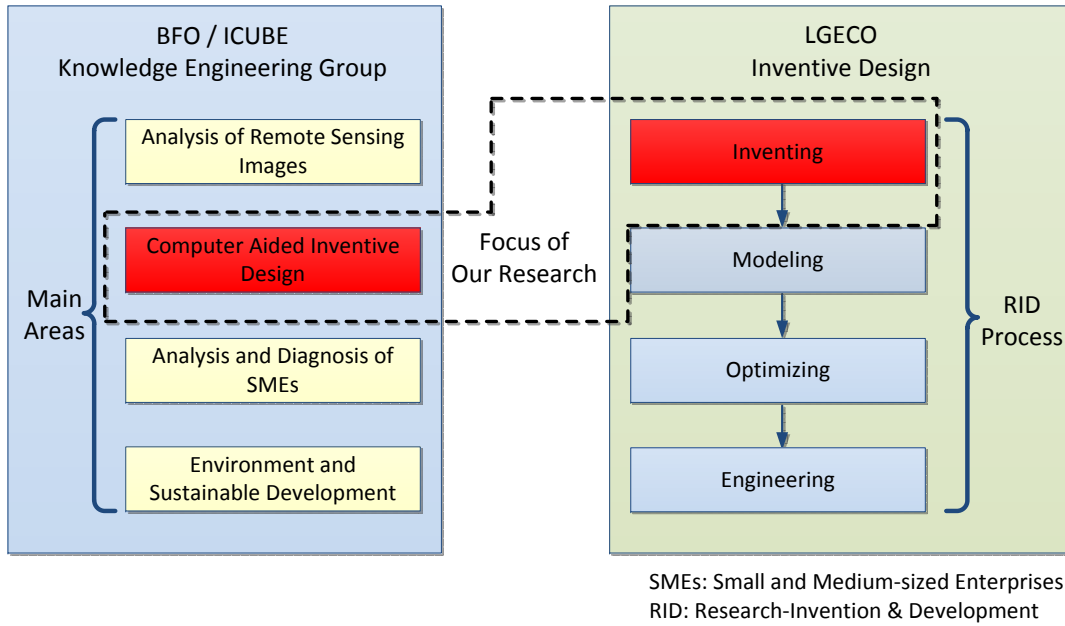 BFO / ICUBE
Knowledge Engineering Group
Main
Areas
Analysis of Remote Sensing
Images
Computer Aided Inventive
Design
Analysis and Diagnosis of
SMEs
Environment and
Sustainable Development
Focus of
Our Research
LGECO
Inventive Design
Inventing
Modeling
Optimizing
Engineering
RID
Process
SMEs: Small and Medium-sized Enterprises
RID: Research-Invention & Development